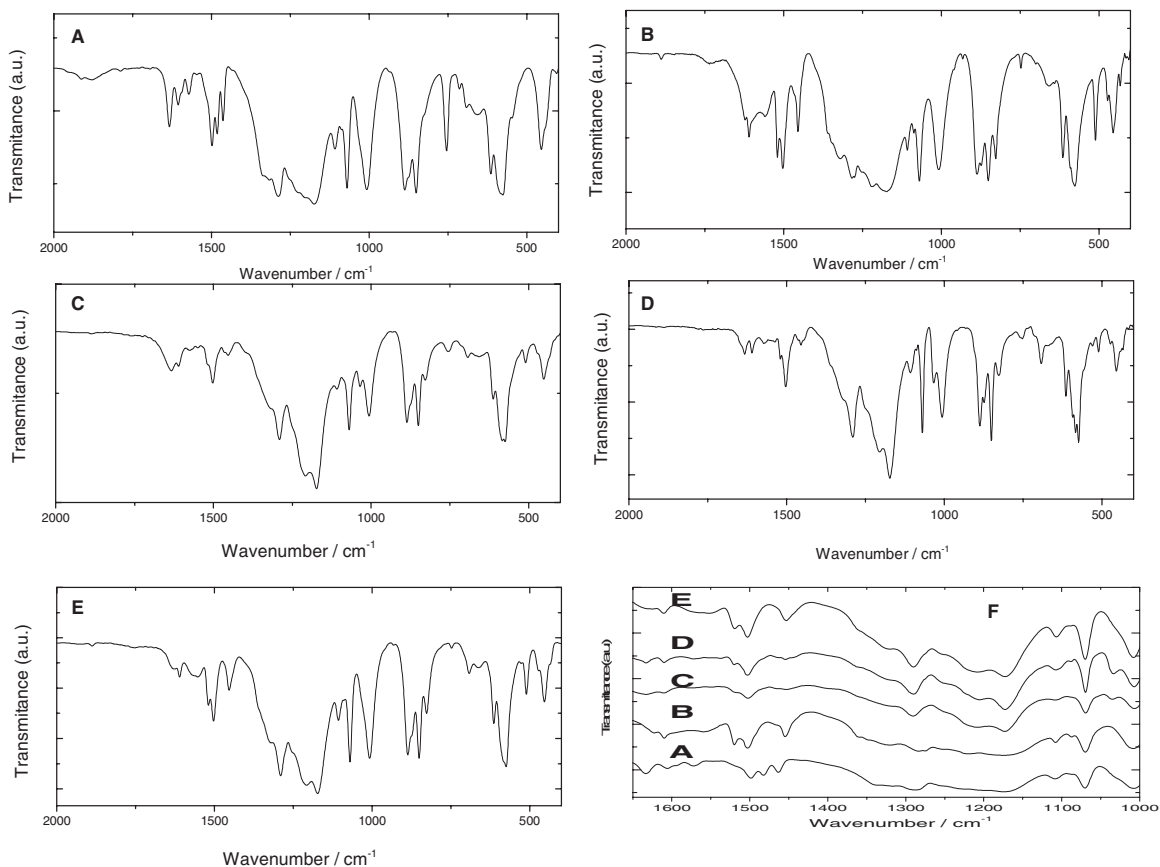 A
Transmitance (a.u.)
2000 1500 1000 500
Wavenumber / cm-1
B
Transmitance (a.u.)
2000 1500 1000 500
Wavenumber / cm-1
C
Transmitance (a.u.)
2000 1500 1000 500
Wavenumber / cm-1
D
Transmitance (a.u.)
2000 1500 1000 500
Wavenumber / cm-1
E
Transmitance (a.u.)
2000 1500 1000 500
Wavenumber / cm-1
F
E
D
C
B
A
Transmitance (a.u.)
1600 1500 1400 1300 1200 1100 1000
Wavenumber / cm-1